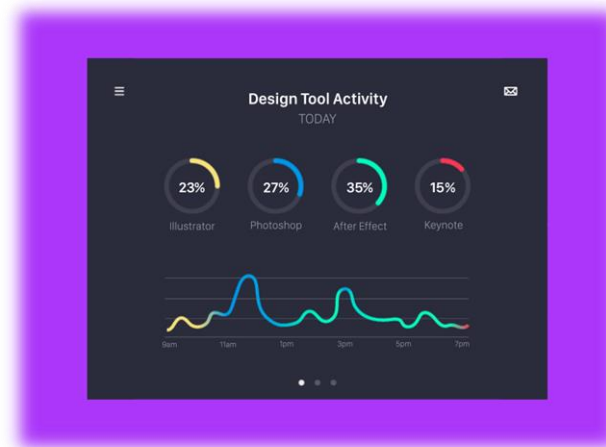 Design Tool Activity
TODAY
23% 27% 35% 15%
Illustrator Photoshop After Effect Keynote
9am 11am 1pm 3pm 5pm 7pm